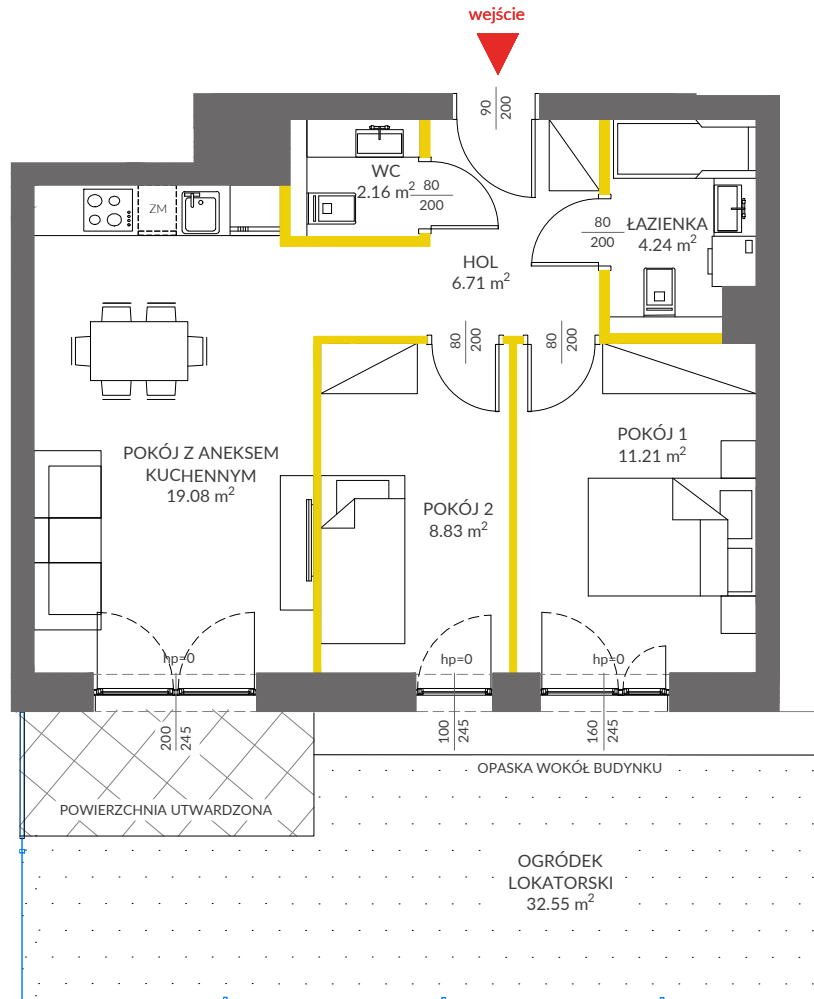 wejście
90
200
WC
2.16 m²
80
200
ZM
80
200
ŁAZIENKA
4.24 m²
HOL
6.71 m²
80
200
80
200
POKÓJ 1
11.21 m²
POKÓJ Z ANEKSEM
KUCHENNYM
19.08 m²
POKÓJ 2
8.83 m²
hp=0
hp=0
hp=0
200
245
100
245
160
245
OPASKA WOKÓŁ BUDYNKU
POWIERZCHNIA UTWARDZONA
OGRÓDEK
LOKATORSKI
32.55 m²